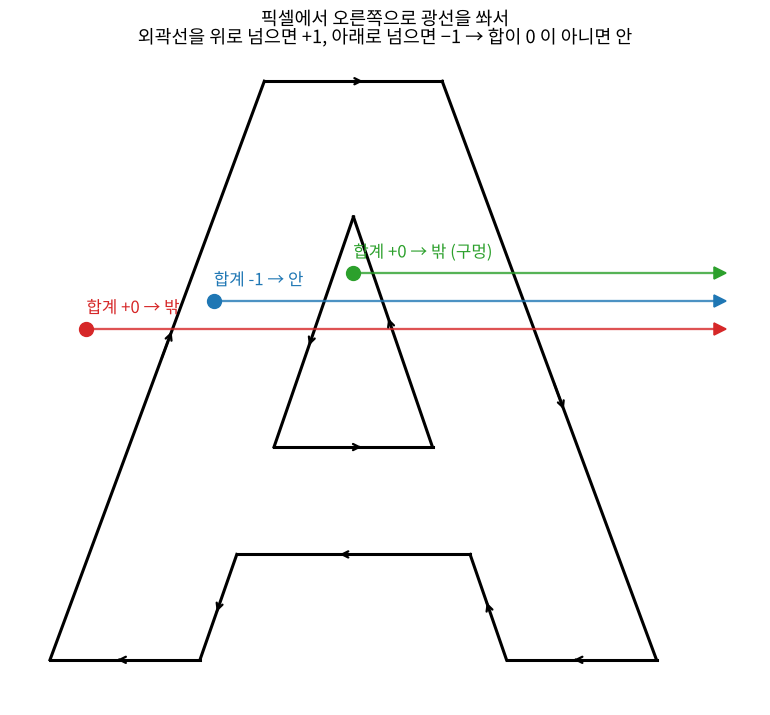 픽셀에서 오른쪽으로 광선을 쏴서
외곽선을 위로 넘으면 +1, 아래로 넘으면 −1 → 합이 0 이 아니면 안
합계 +0 → 밖 (구멍)
합계 -1 → 안
합계 +0 → 밖